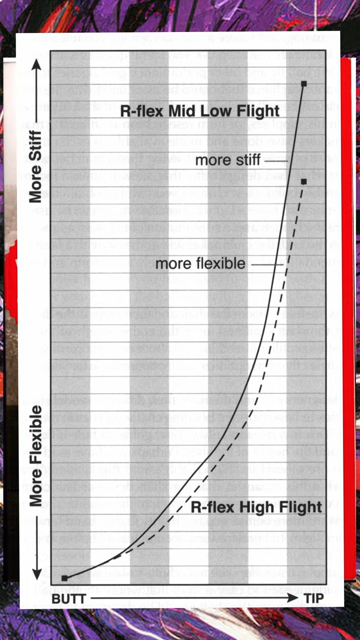 R-flex Mid Low Flight
More Stiff
more stiff
more flexible
More Flexible
R-flex High Flight
BUTT
TIP